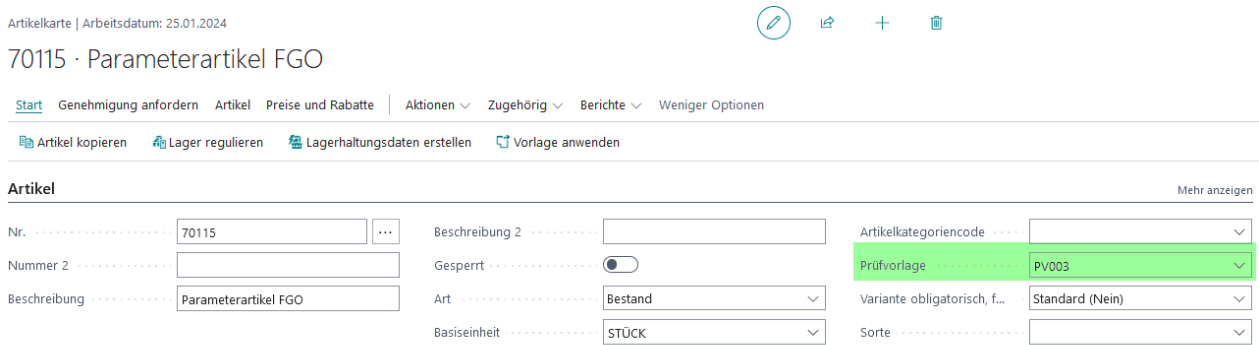 Artikelkarte | Arbeitsdatum: 25.01.2024
70115 · Parameterartikel FGO
Start Genehmigung anfordern Artikel Preise und Rabatte Aktionen Zugehörig Berichte Weniger Optionen
Artikel kopieren Lager regulieren Lagerhaltungsdaten erstellen Vorlage anwenden
Artikel Mehr anzeigen
Nr. 70115 ... Beschreibung 2 Artikelkategoriencode
Nummer 2 Gesperrt Prüfvorlage PV003
Beschreibung Parameterartikel FGO Art Bestand Variante obligatorisch, f... Standard (Nein)
Basiseinheit STÜCK Sorte